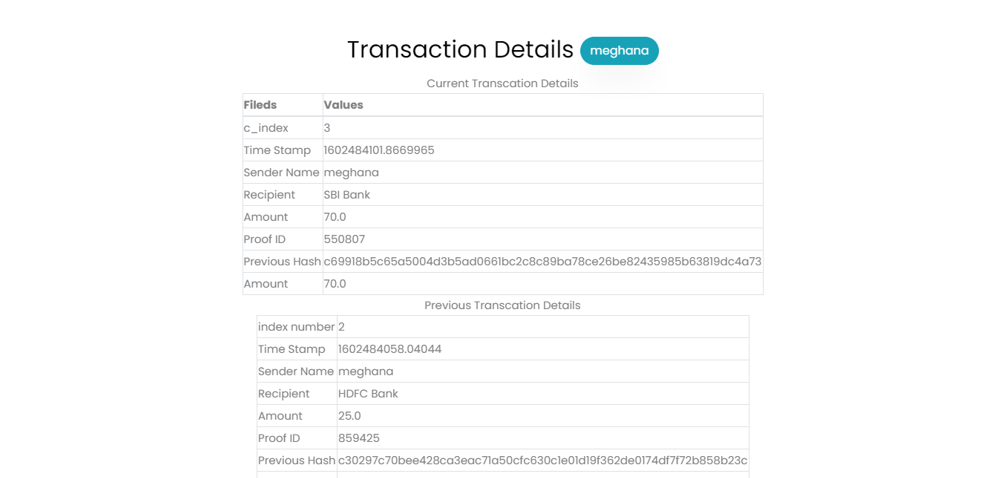 Transaction Details meghana
Current Transcation Details
Fileds Values
c_index 3
Time Stamp 1602484101.8669965
Sender Name meghana
Recipient SBI Bank
Amount 70.0
Proof ID 550807
Previous Hash c69918b5c65a5004d3b5ad0661bc2c8c89ba78ce26be82435985b63819dc4a73
Amount 70.0
Previous Transcation Details
index number 2
Time Stamp 1602484058.04044
Sender Name meghana
Recipient HDFC Bank
Amount 25.0
Proof ID 859425
Previous Hash c30297c70bee428ca3eac71a50cfc630c1e01d19f362de0174df7f72b858b23c